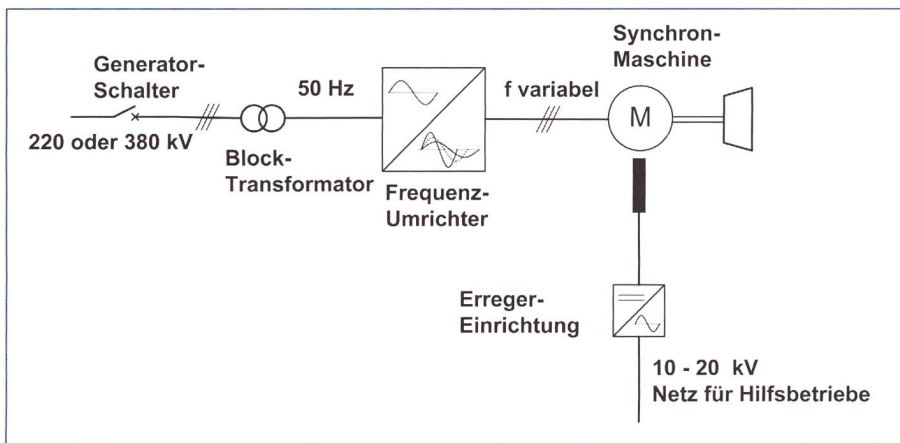 Synchron-
Maschine
Generator-
Schalter
50 Hz
f variabel
M
220 oder 380 kV
Block-
Transformator
Frequenz-
Umrichter
Erreger-
Einrichtung
10 - 20 kV
Netz für Hilfsbetriebe